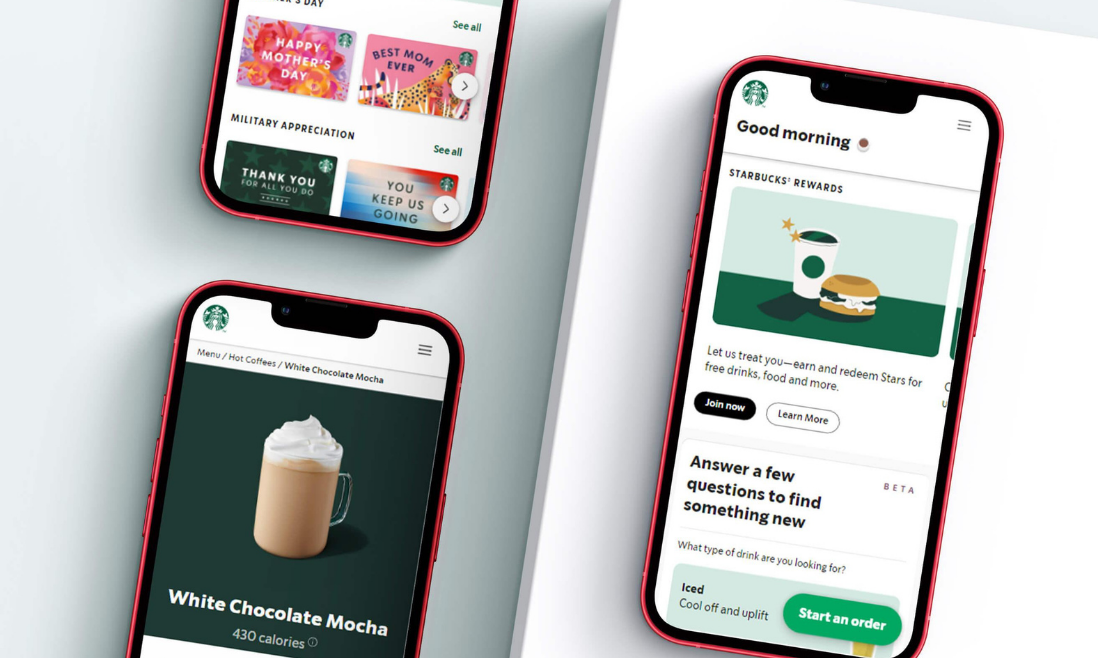 See all
HAPPY
MOTHER'S
DAY
BEST MOM
EVER
MILITARY APPRECIATION
See all
THANK YOU
FOR ALL YOU DO
YOU
KEEP US
GOING
Menu / Hot Coffees / White Chocolate Mocha
White Chocolate Mocha
430 calories
Good morning
STARBUCKS® REWARDS
Let us treat you—earn and redeem Stars for
free drinks, food and more.
Join now
Learn More
Answer a few
questions to find
something new
BETA
What type of drink are you looking for?
Iced
Cool off and uplift
Start an order